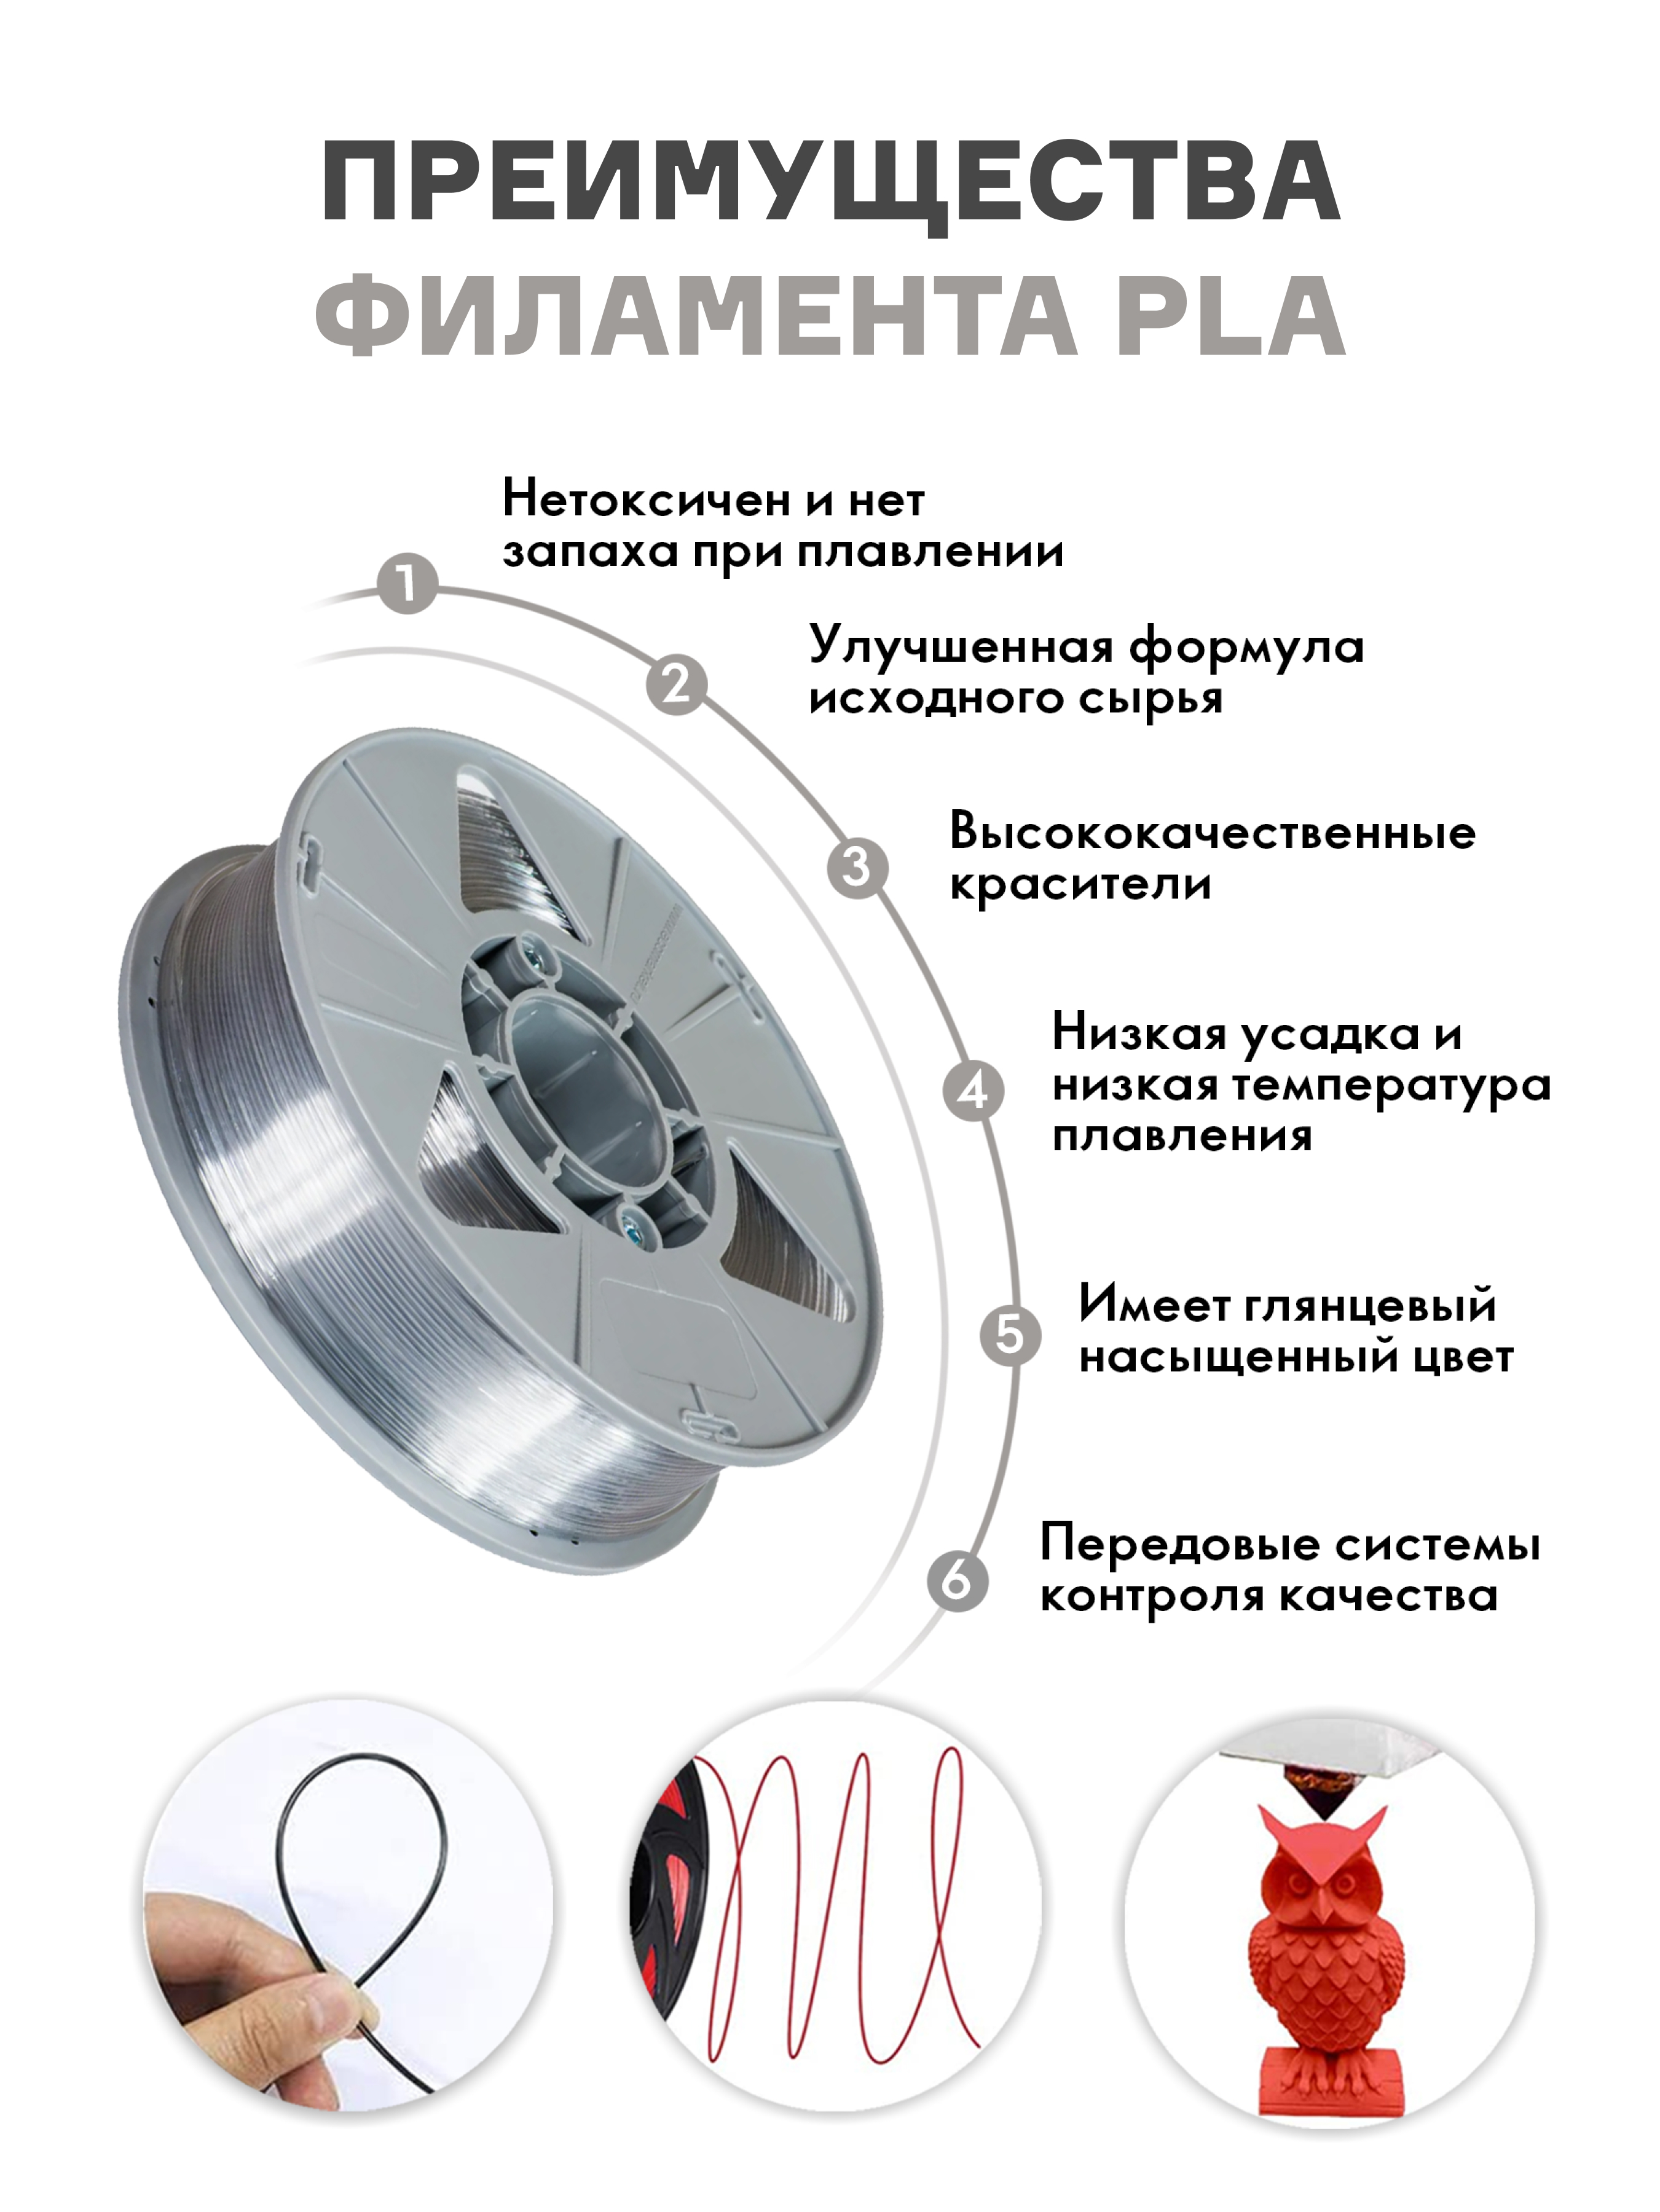 ПРЕИМУЩЕСТВА
ФИЛАМЕНТА PLA
Нетоксичен и нет
запаха при плавлении
1
Улучшенная формула
исходного сырья
2
Высококачественные
красители
3
Низкая усадка и
низкая температура
плавления
4
Имеет глянцевый
насыщенный цвет
5
Передовые системы
контроля качества
6